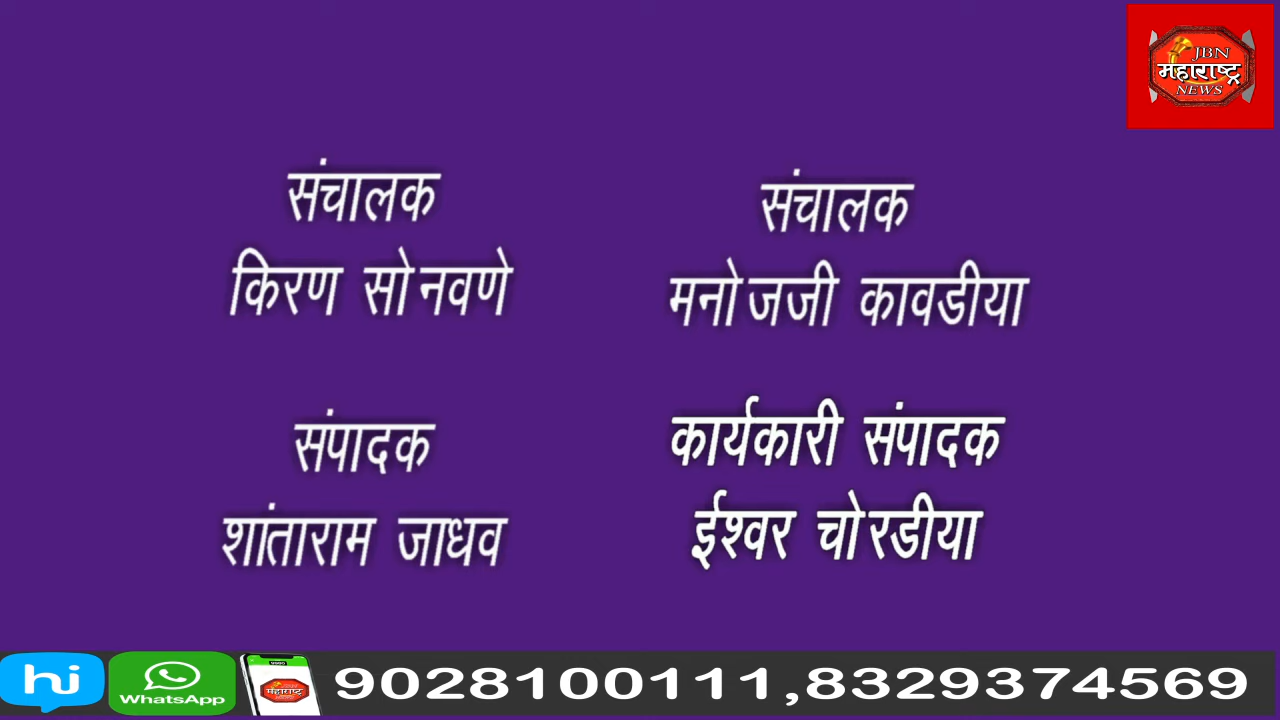 JBN
महाराष्ट्र
NEWS
संचालक
किरण सोनवणे
संचालक
मनोजजी कावडीया
संपादक
शांताराम जाधव
कार्यकारी संपादक
ईश्वर चोरडीया
hi
WhatsApp
महाराष्ट्र
9028100111,8329374569